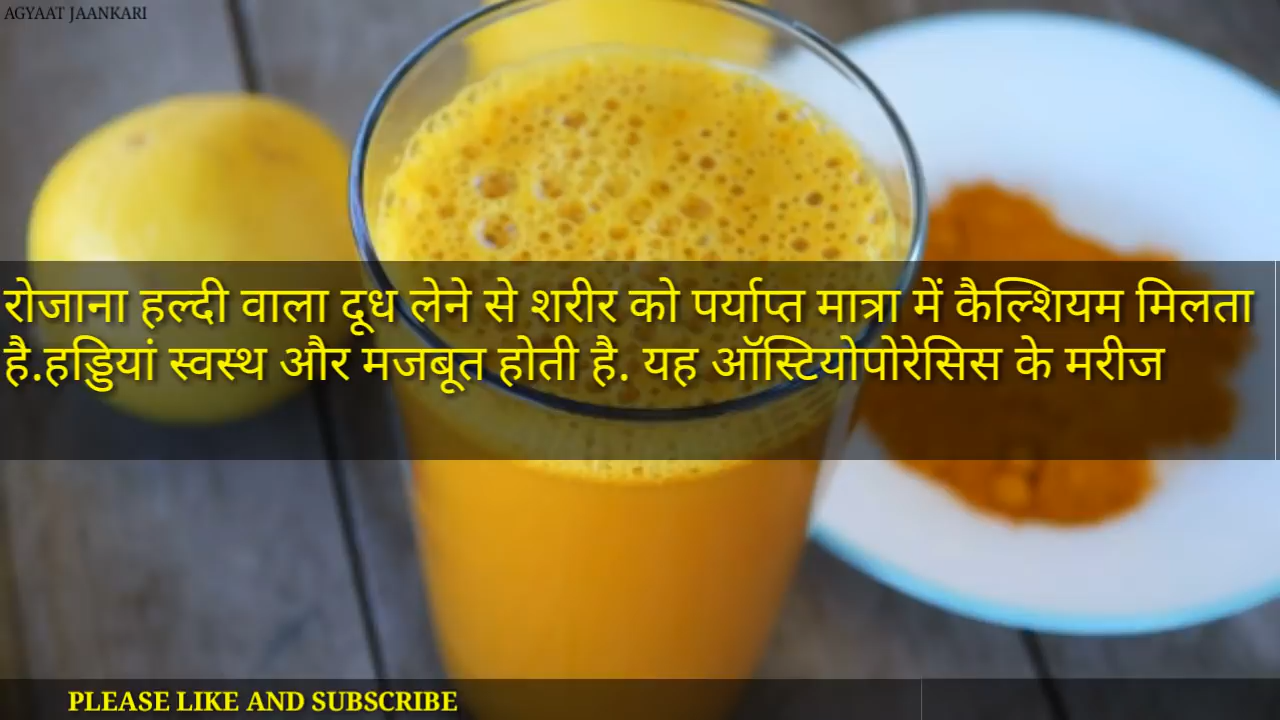 AGYAAT JAANKARI
रोजाना हल्दी वाला दूध लेने से शरीर को पर्याप्त मात्रा में कैल्शियम मिलता
है.हड्डियां स्वस्थ और मजबूत होती है. यह ऑस्टियोपोरेसिस के मरीज
PLEASE LIKE AND SUBSCRIBE